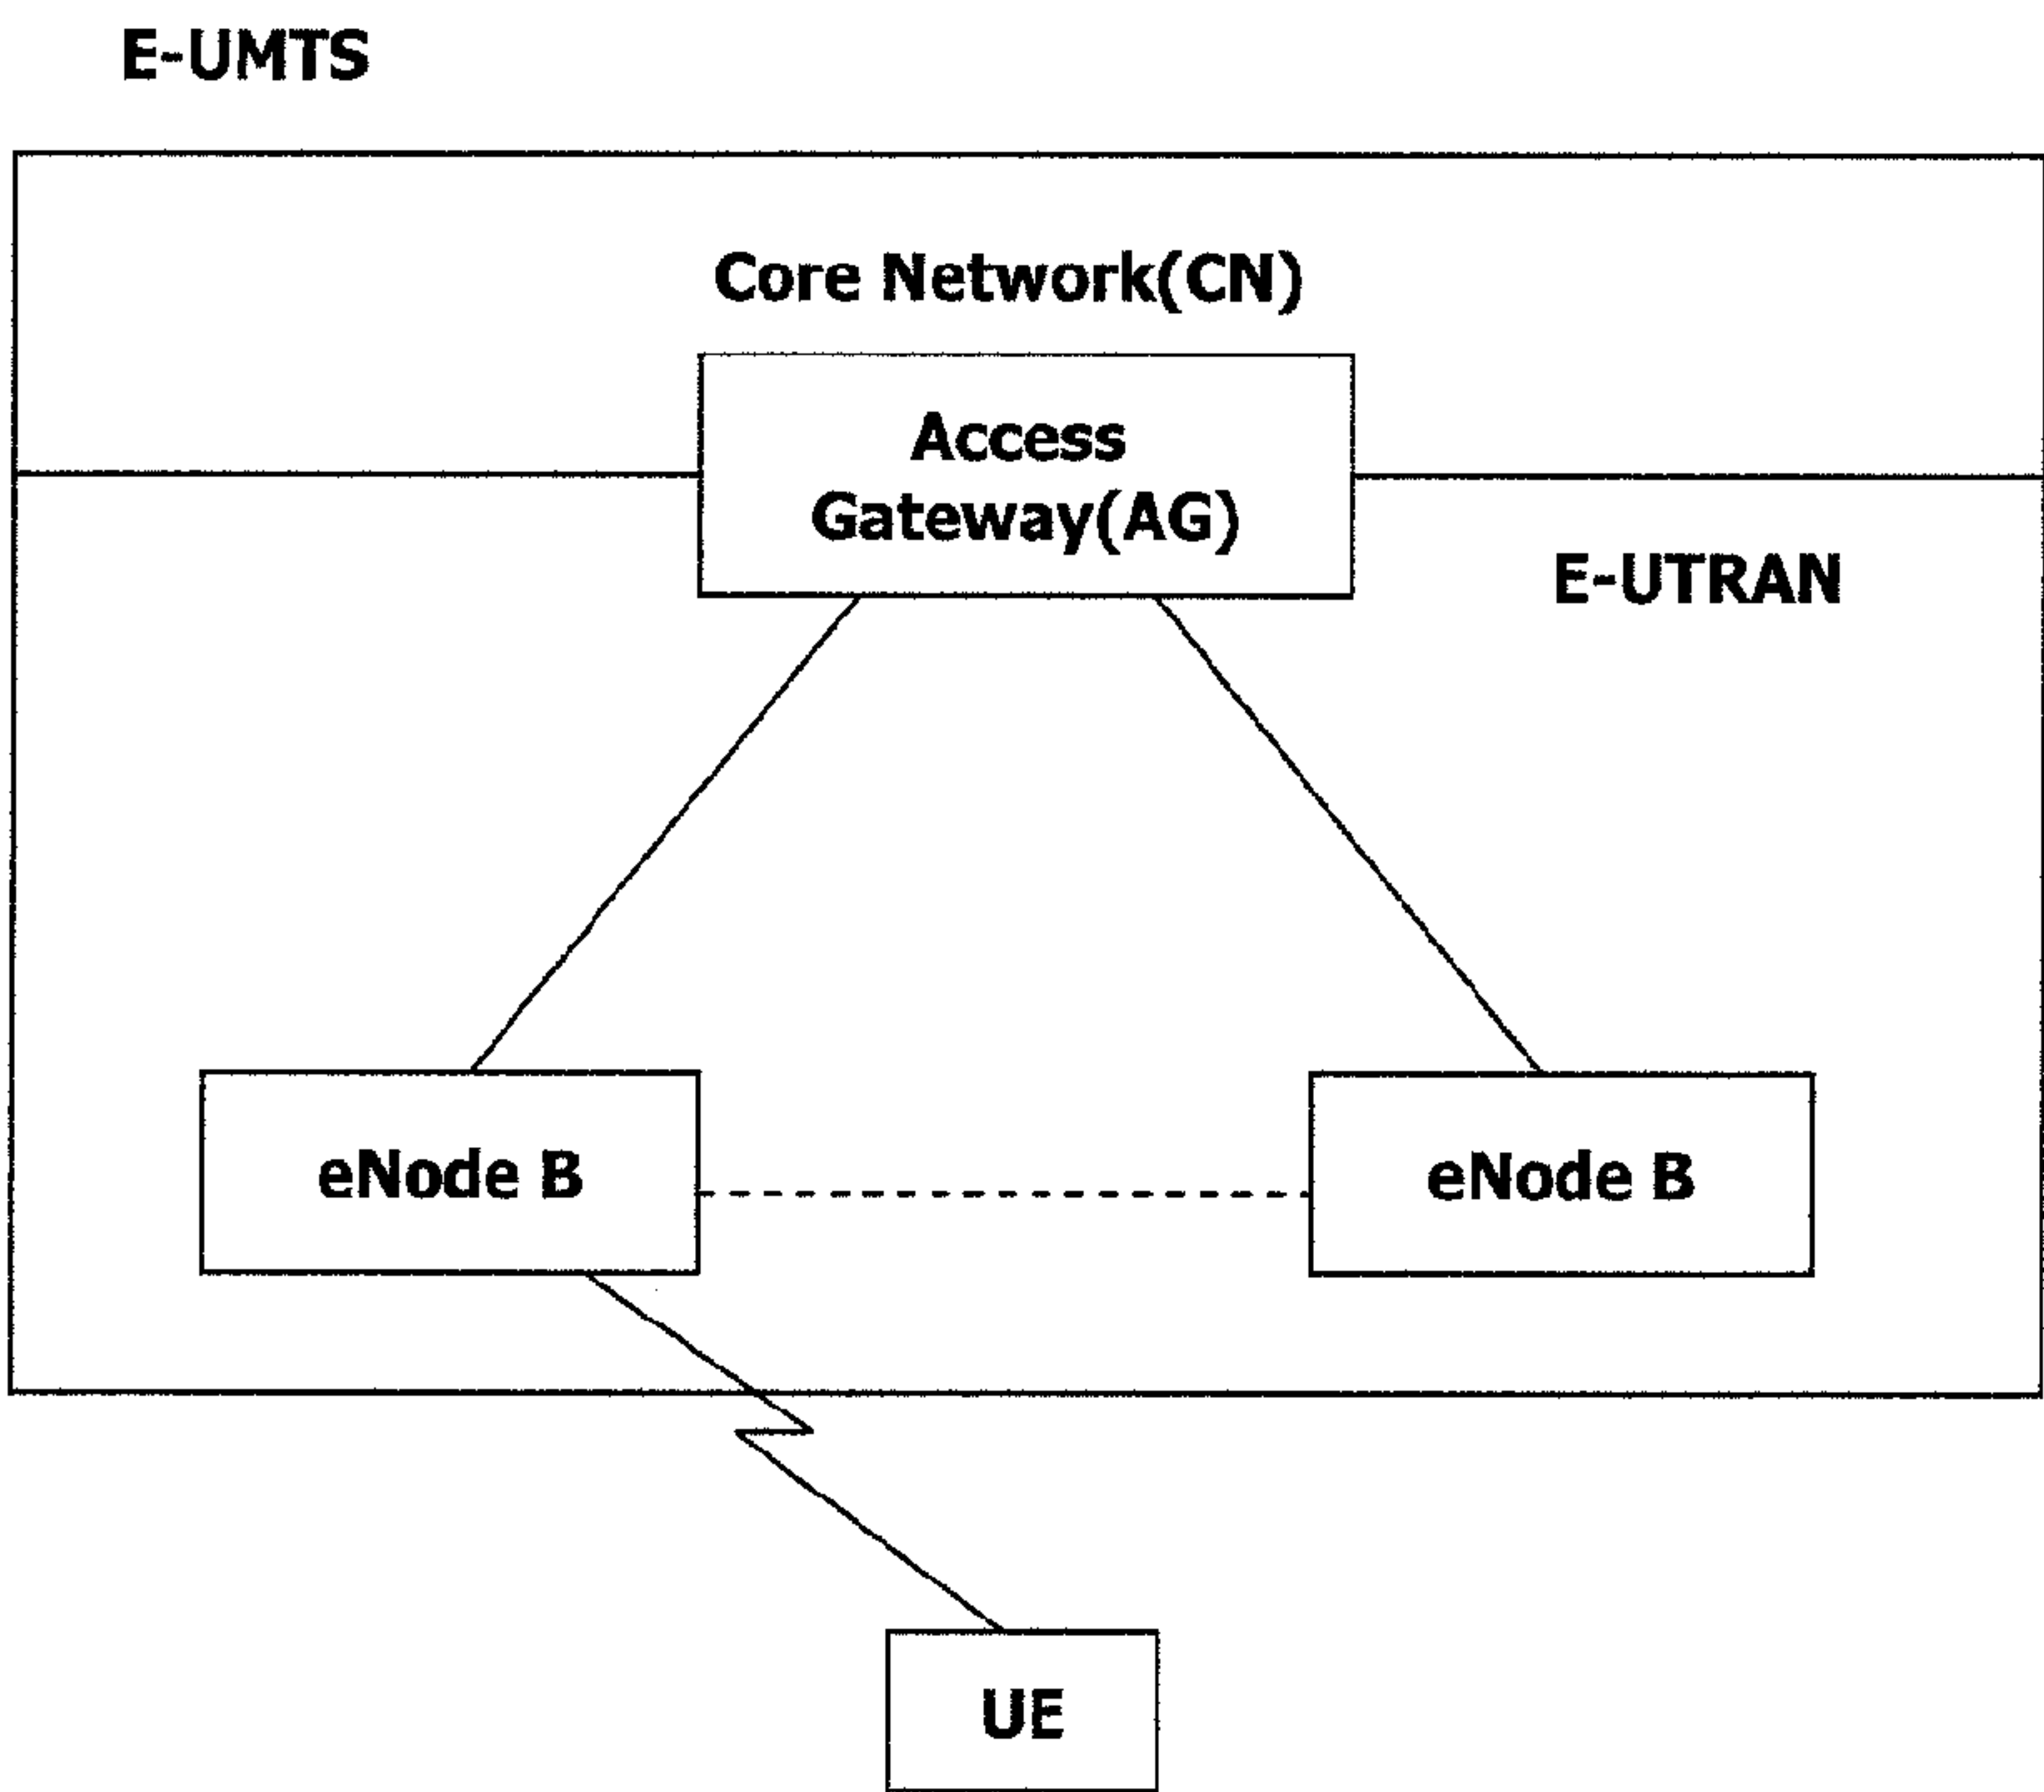 E-UMTS
Core Network(CN)
Access
Gateway(AG)
E-UTRAN
eNode B
eNode B
UE